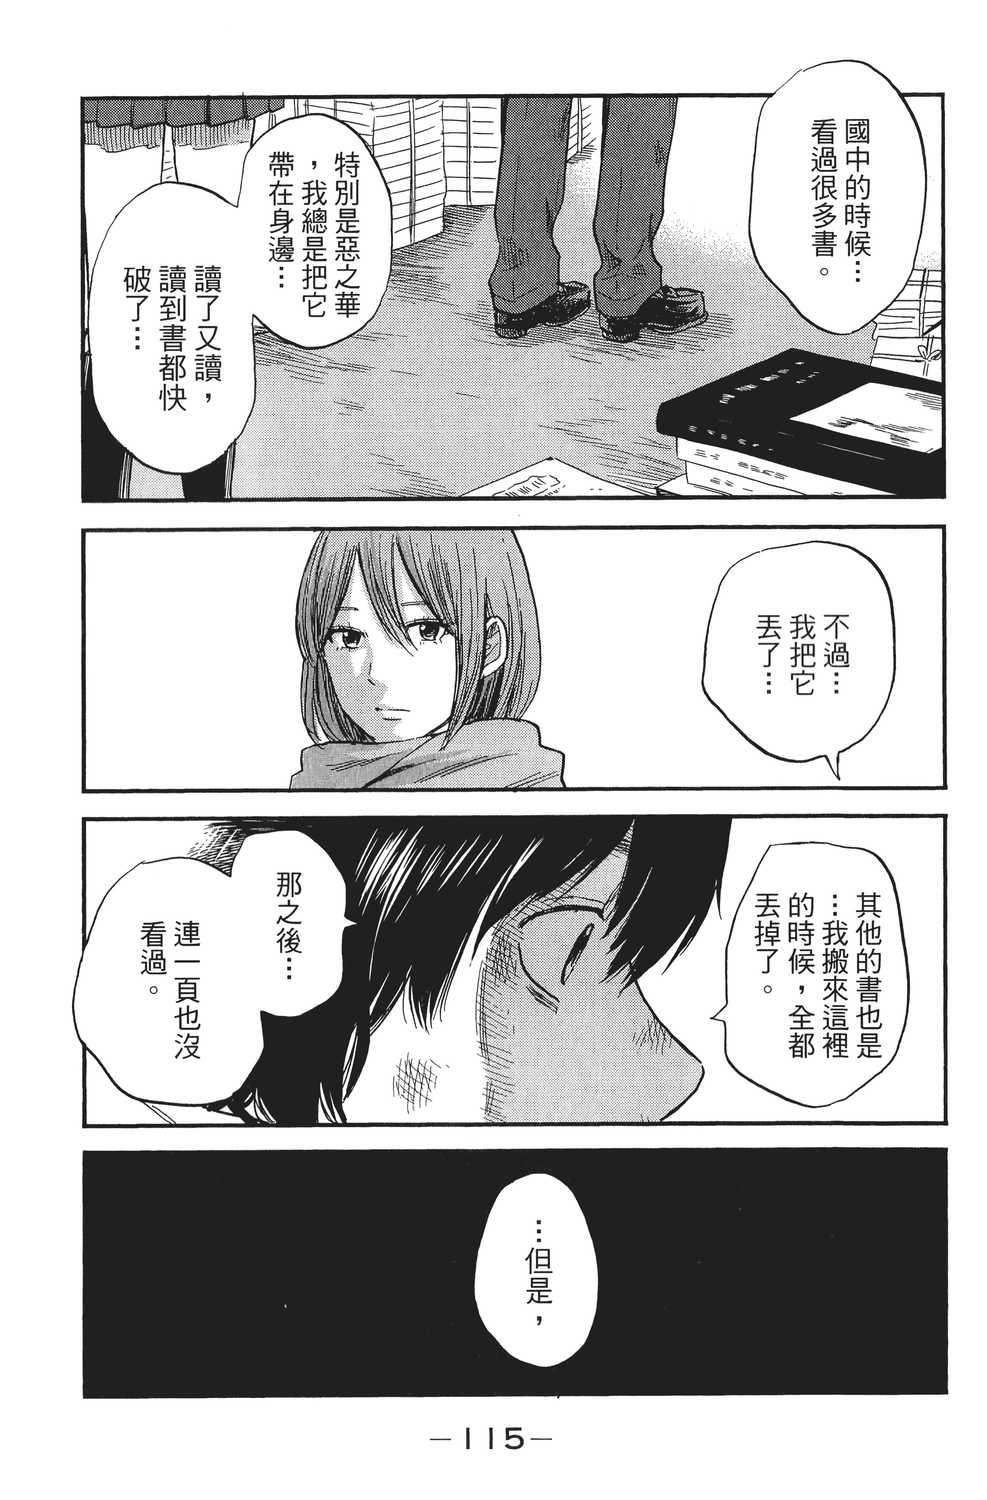 國中的時候…
看過很多書。
特別是惡之華
，我總是把它
帶在身邊…
讀了又讀，
讀到書都快
破了…
不過…
我把它
丟了…
其他的書也是
…我搬來這裡
的時候，全都
丟掉了。
那之後…
連一頁也沒
看過。
…但是，
—115—